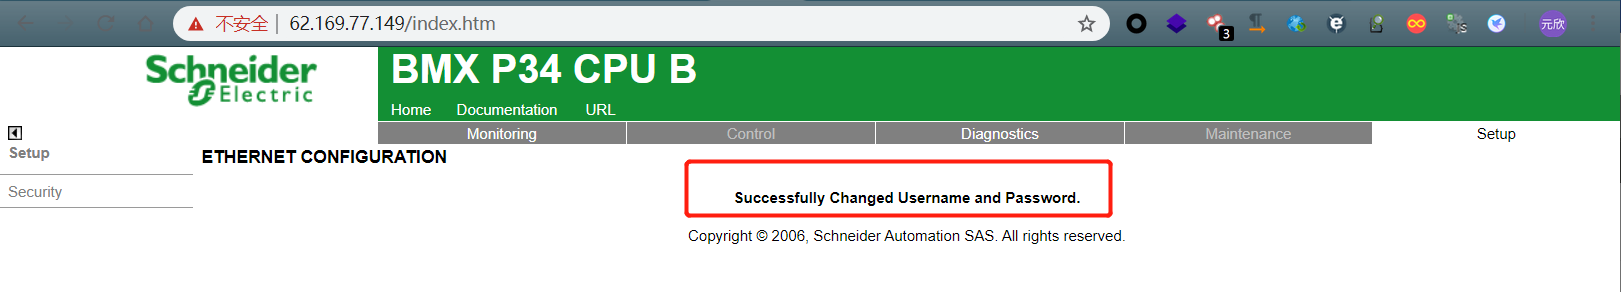 不安全 62.169.77.149/index.htm
3
元欣
Schneider Electric
BMX P34 CPU B
Home Documentation URL
Monitoring Control Diagnostics Maintenance Setup
Setup
Security
ETHERNET CONFIGURATION
Successfully Changed Username and Password.
Copyright © 2006, Schneider Automation SAS. All rights reserved.